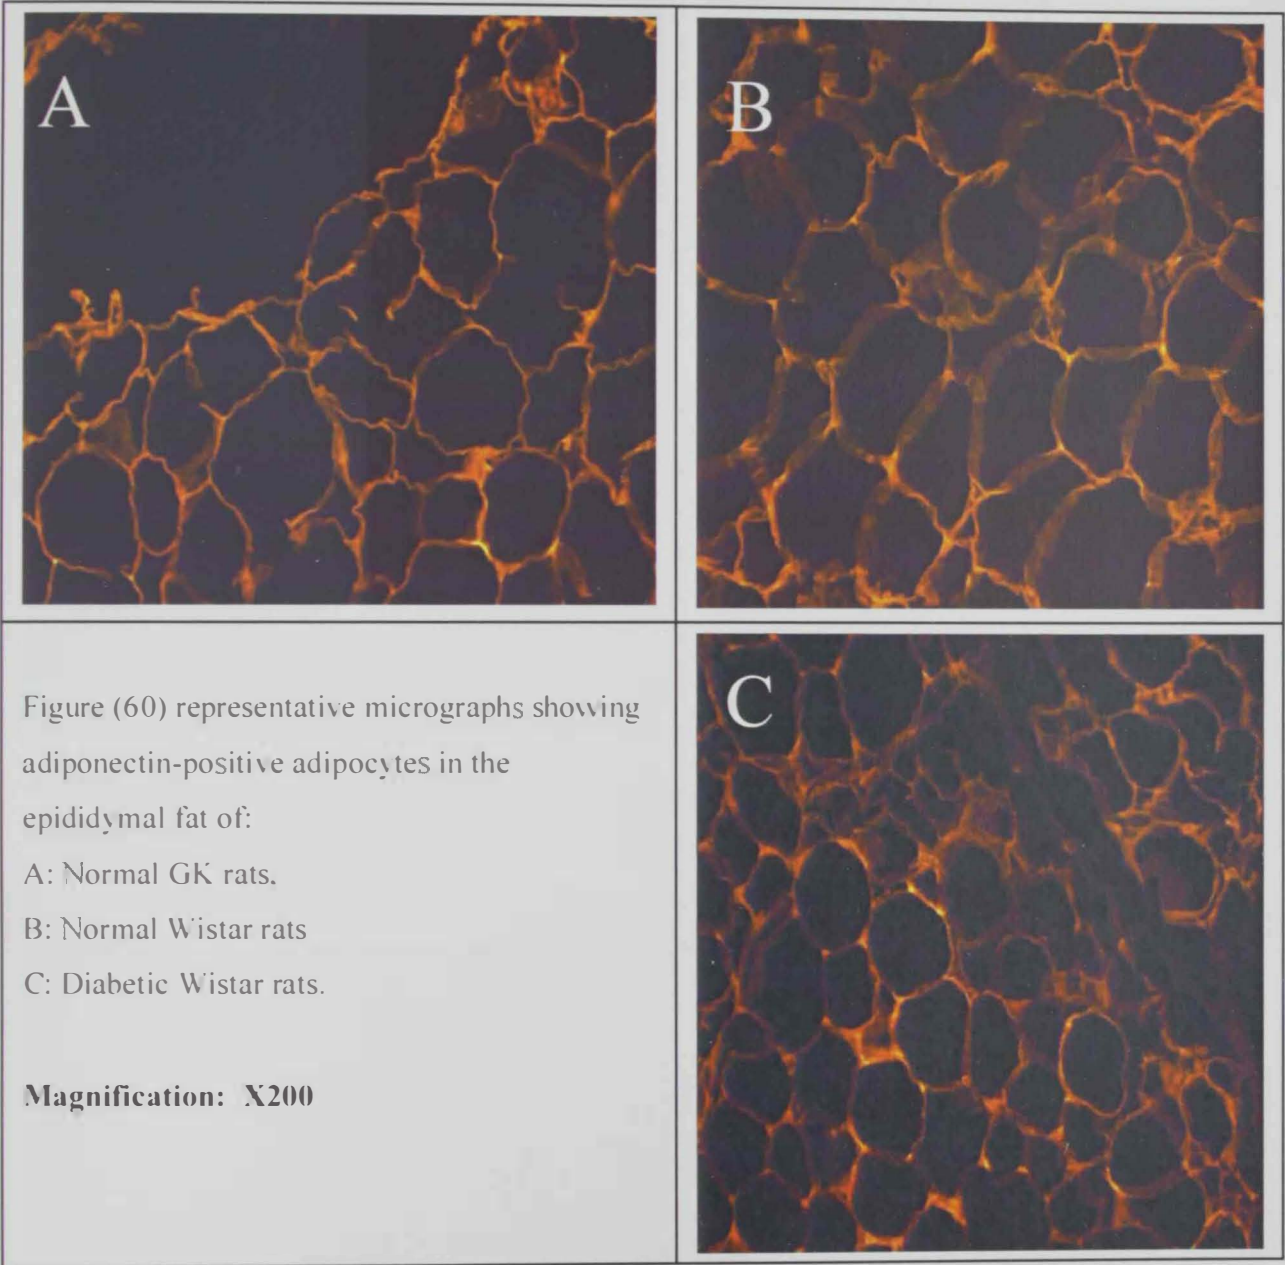 A
B
Figure (60) representative micrographs showing
adiponectin-positive adipocytes in the
epididymal fat of:
A: Normal GK rats,
B: Normal Wistar rats
C: Diabetic Wistar rats.
Magnification: X200
C